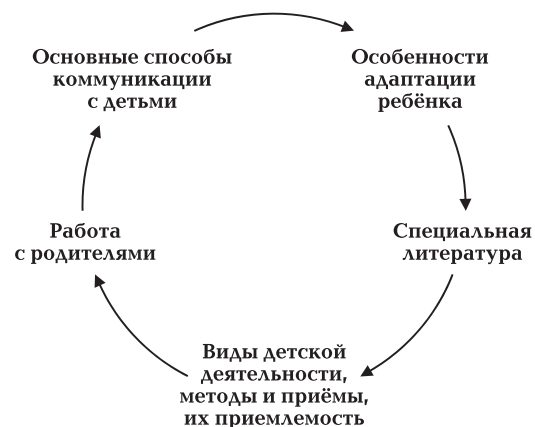 Основные способы
коммуникации
с детьми
Особенности
адаптации
ребёнка
Специальная
литература
Виды детской
деятельности,
методы и приёмы,
их приемлемость
Работа
с родителями